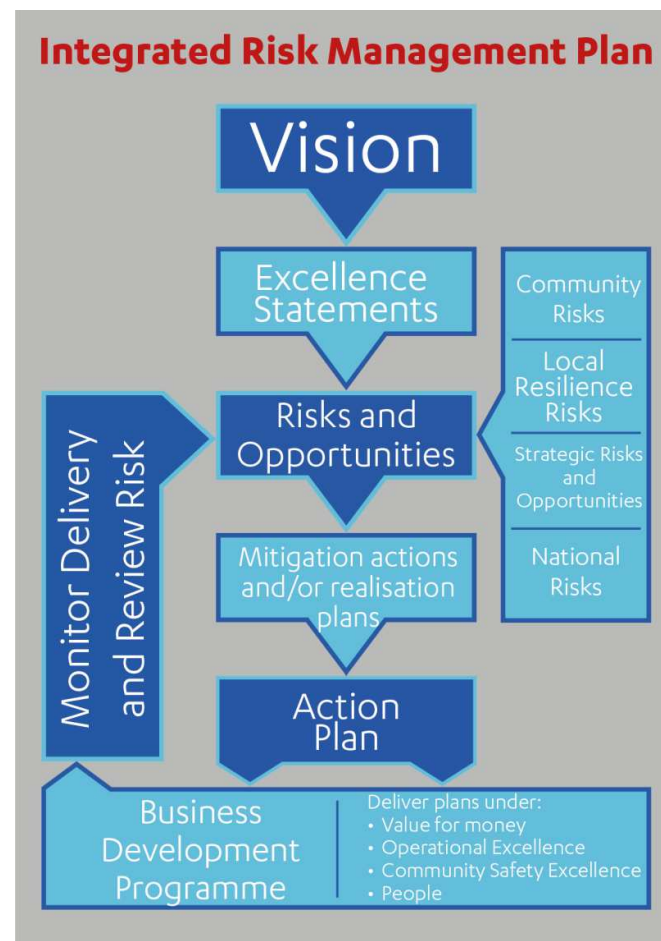 Integrated Risk Management Plan
Vision
Excellence
Statements
Community
Risks
Local
Resilience
Risks
Strategic Risks
and
Opportunities
National
Risks
Risks and
Opportunities
Monitor Delivery
and Review Risk
Mitigation actions
and/or realisation
plans
Action
Plan
Business
Development
Programme
Deliver plans under:
• Value for money
• Operational Excellence
• Community Safety Excellence
• People